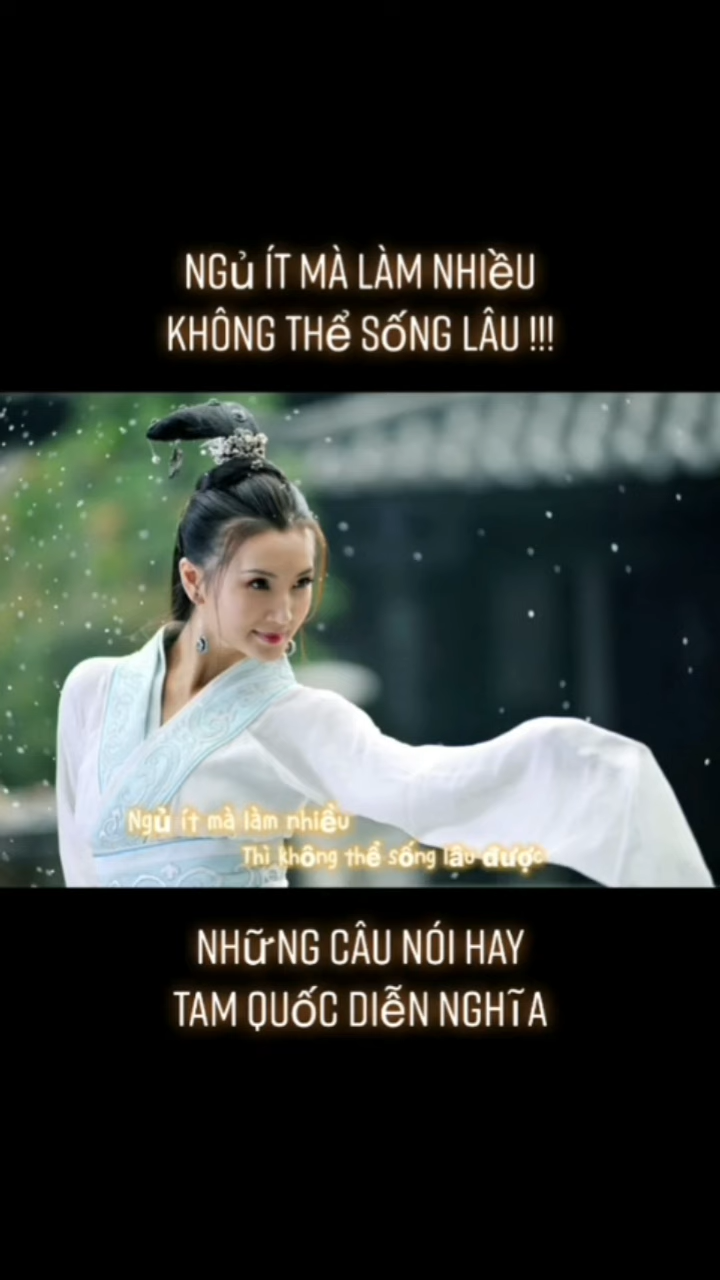 NGỦ ÍT MÀ LÀM NHIỀU
KHÔNG THỂ SỐNG LÂU !!!
Ngủ ít mà làm nhiều
Thì không thể sống lâu được
NHỮNG CÂU NÓI HAY
TAM QUỐC DIỄN NGHĨA